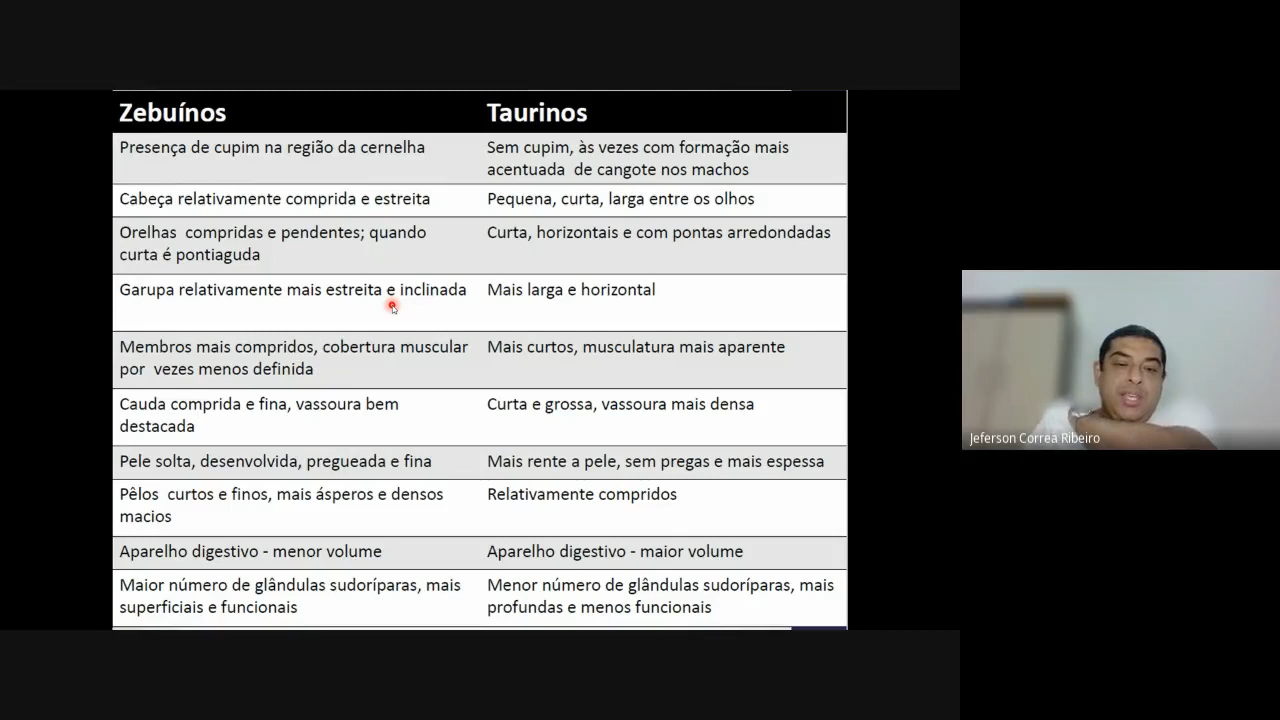 Zebuínos
Taurinos
Presença de cupim na região da cernelha
Sem cupim, às vezes com formação mais
acentuada  de cangote nos machos
Cabeça relativamente comprida e estreita
Pequena, curta, larga entre os olhos
Orelhas  compridas e pendentes; quando
curta é pontiaguda
Curta, horizontais e com pontas arredondadas
Garupa relativamente mais estreita e inclinada
Mais larga e horizontal
Membros mais compridos, cobertura muscular
por  vezes menos definida
Mais curtos, musculatura mais aparente
Cauda comprida e fina, vassoura bem
destacada
Curta e grossa, vassoura mais densa
Pele solta, desenvolvida, pregueada e fina
Mais rente a pele, sem pregas e mais espessa
Pêlos  curtos e finos, mais ásperos e densos
macios
Relativamente compridos
Aparelho digestivo - menor volume
Aparelho digestivo - maior volume
Maior número de glândulas sudoríparas, mais
superficiais e funcionais
Menor número de glândulas sudoríparas, mais
profundas e menos funcionais
Jeferson Correa Ribeiro